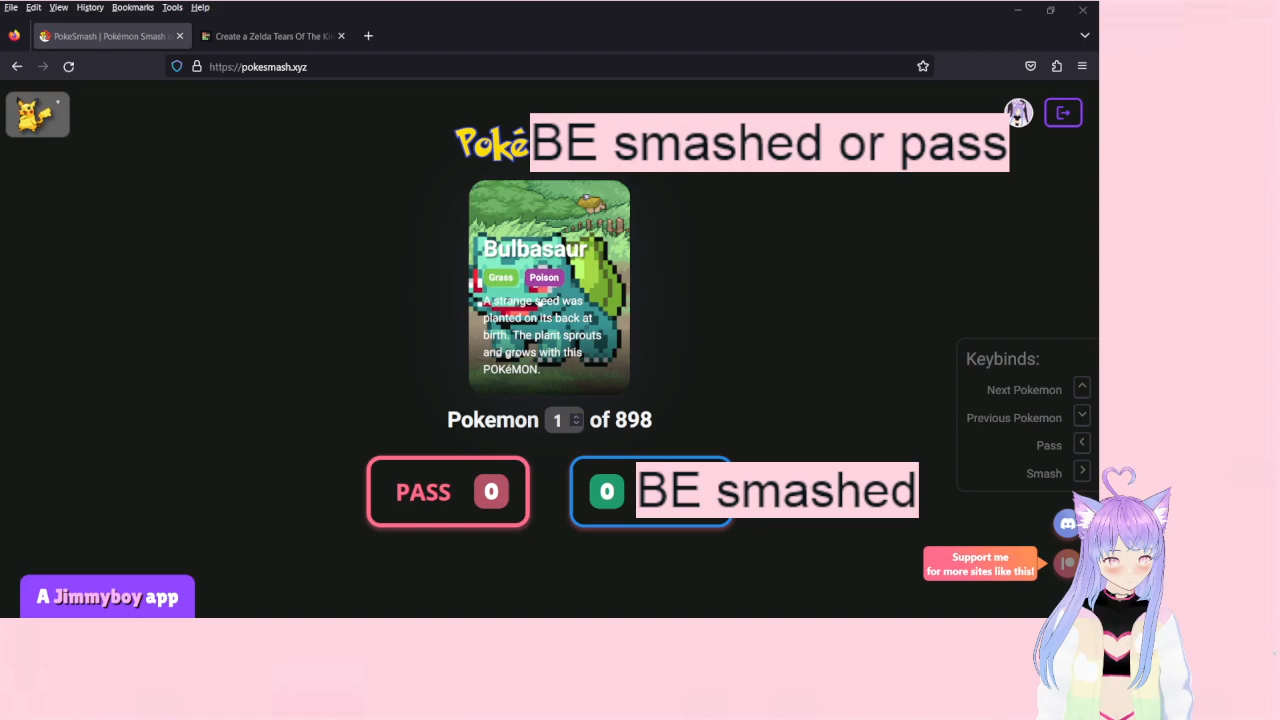 File Edit View History Bookmarks Tools Help
PokeSmash | Pokémon Smash o
Create a Zelda Tears Of The Kin
https://pokesmash.xyz
Poké BE smashed or pass
Bulbasaur
Grass Poison
A strange seed was
planted on its back at
birth. The plant sprouts
and grows with this
POKéMON.
Pokemon 1 of 898
PASS 0
0 BE smashed
Keybinds:
Next Pokemon
Previous Pokemon
Pass
Smash
Support me
for more sites like this!
A Jimmyboy app